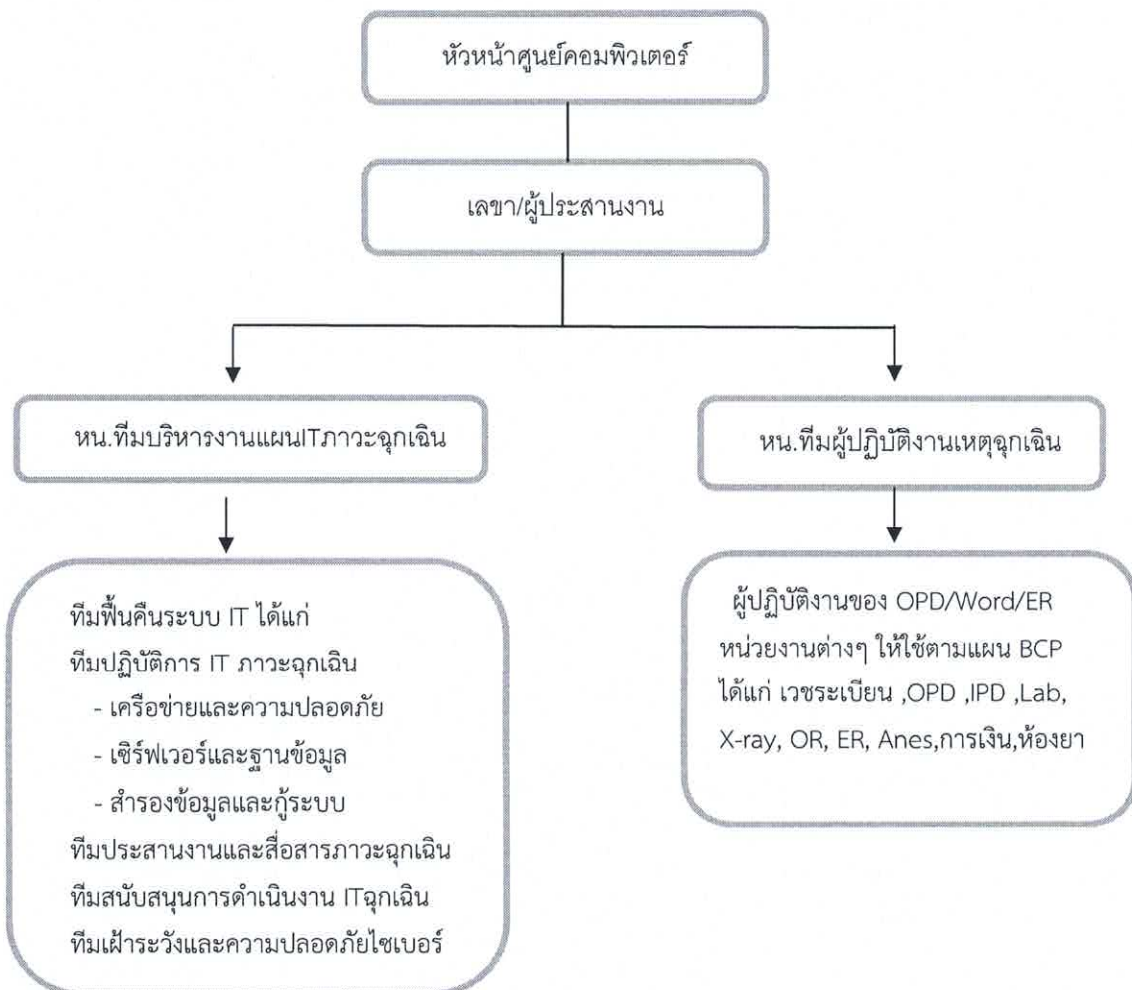 หัวหน้าศูนย์คอมพิวเตอร์
เลขา/ผู้ประสานงาน
หน.ทีมบริหารงานแผนITภาวะฉุกเฉิน
หน.ทีมผู้ปฏิบัติงานเหตุฉุกเฉิน
ทีมฟื้นคืนระบบ IT ได้แก่
ทีมปฏิบัติการ IT ภาวะฉุกเฉิน
- เครือข่ายและความปลอดภัย
- เซิร์ฟเวอร์และฐานข้อมูล
- สำรองข้อมูลและกู้ระบบ
ทีมประสานงานและสื่อสารภาวะฉุกเฉิน
ทีมสนับสนุนการดำเนินงาน ITฉุกเฉิน
ทีมเฝ้าระวังและความปลอดภัยไซเบอร์
ผู้ปฏิบัติงานของ OPD/Word/ER
หน่วยงานต่างๆ ให้ใช้ตามแผน BCP
ได้แก่ เวชระเบียน ,OPD ,IPD ,Lab,
X-ray, OR, ER, Anes,การเงิน,ห้องยา